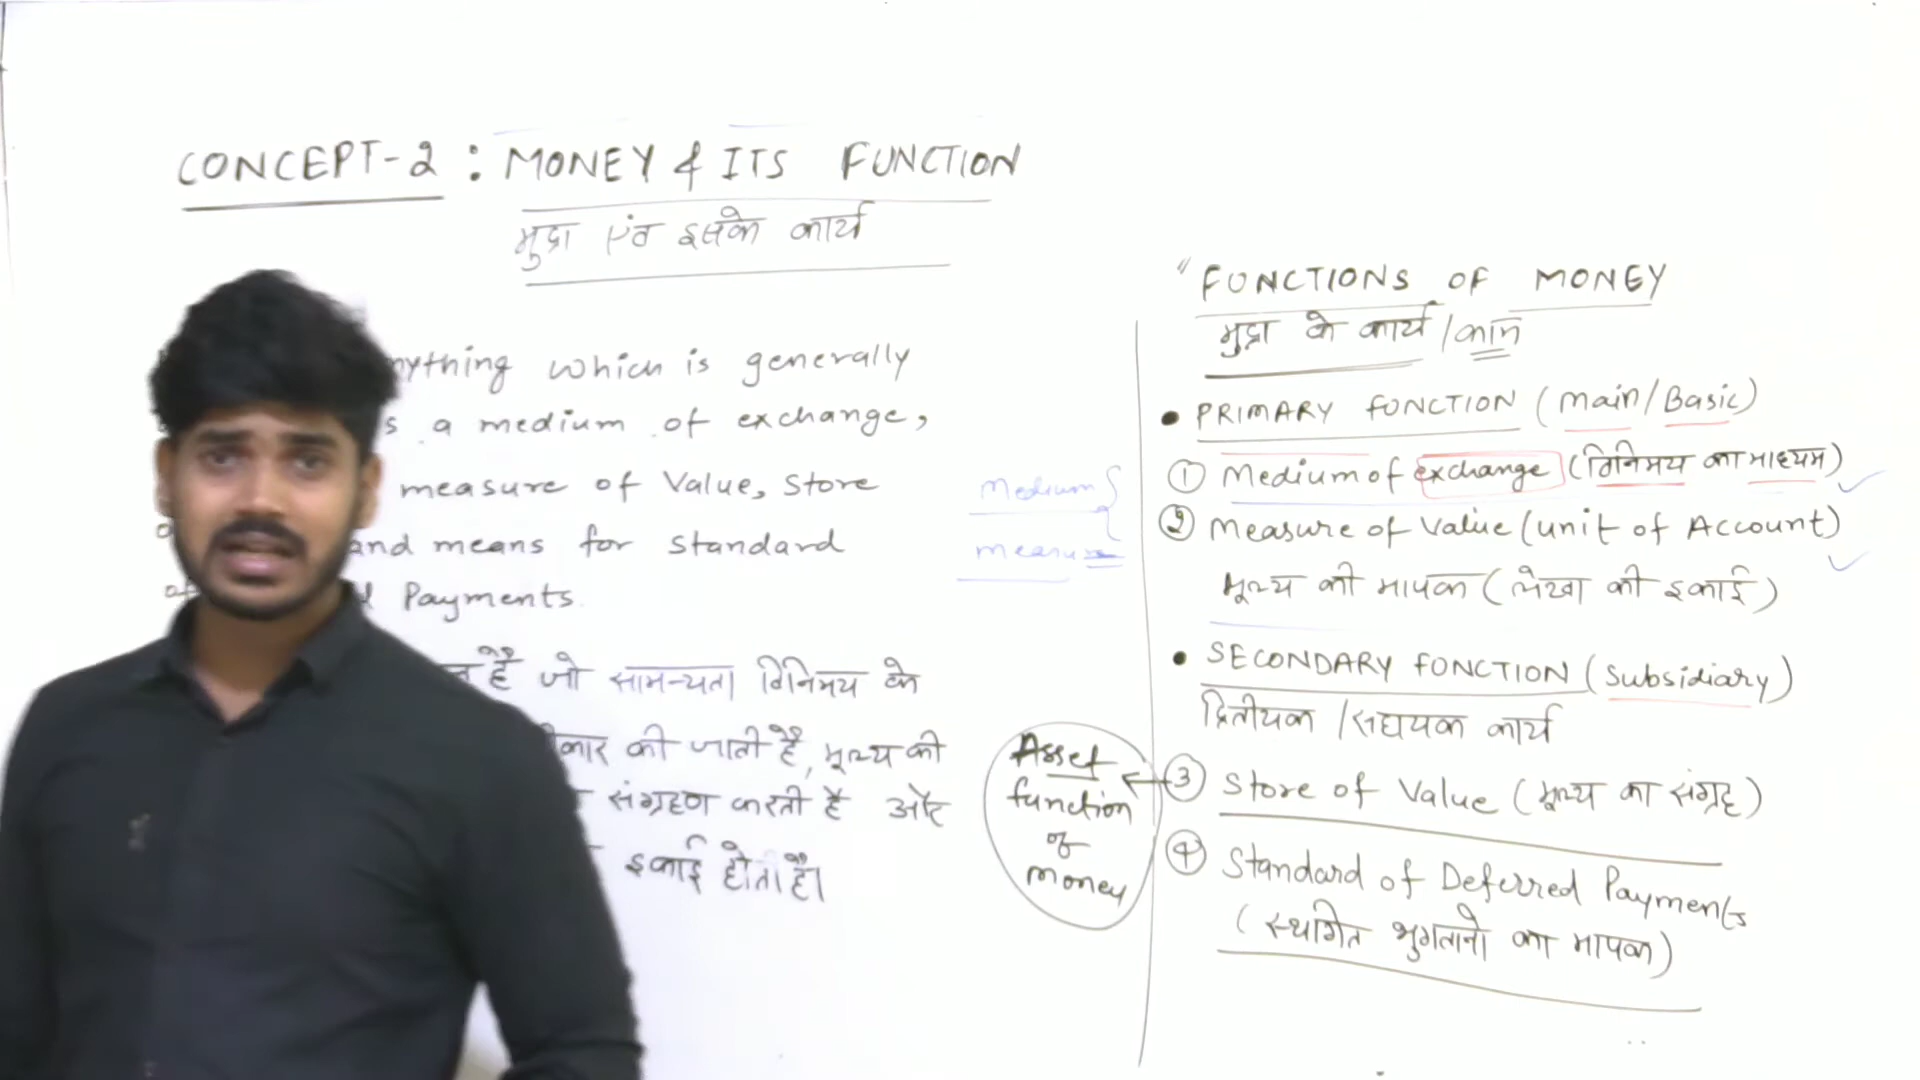 CONCEPT-2 : MONEY & ITS FUNCTION
मुद्रा एंव इसके कार्य
which is generally
a medium of exchange,
measure of Value, Store
and means for Standard
Payments.
है जो सामन्यता विनिमय के
की जाती है, मूल्य की
संग्रहण करती है और
इकाई होती है।
Medium
measure
Asset
function
of
money
"FUNCTIONS OF MONEY
मुद्रा के कार्य /काम
• PRIMARY FUNCTION (Main/Basic)
① Medium of exchange (विनिमय का माध्यम)
② Measure of Value (unit of Account)
मूल्य की मापक (लेखा की इकाई)
• SECONDARY FUNCTION (Subsidiary)
द्वितीयक /सहायक कार्य
③ Store of Value (मूल्य का संग्रह)
④ Standard of Deferred Payments
(स्थगित भुगतानो का मापक)